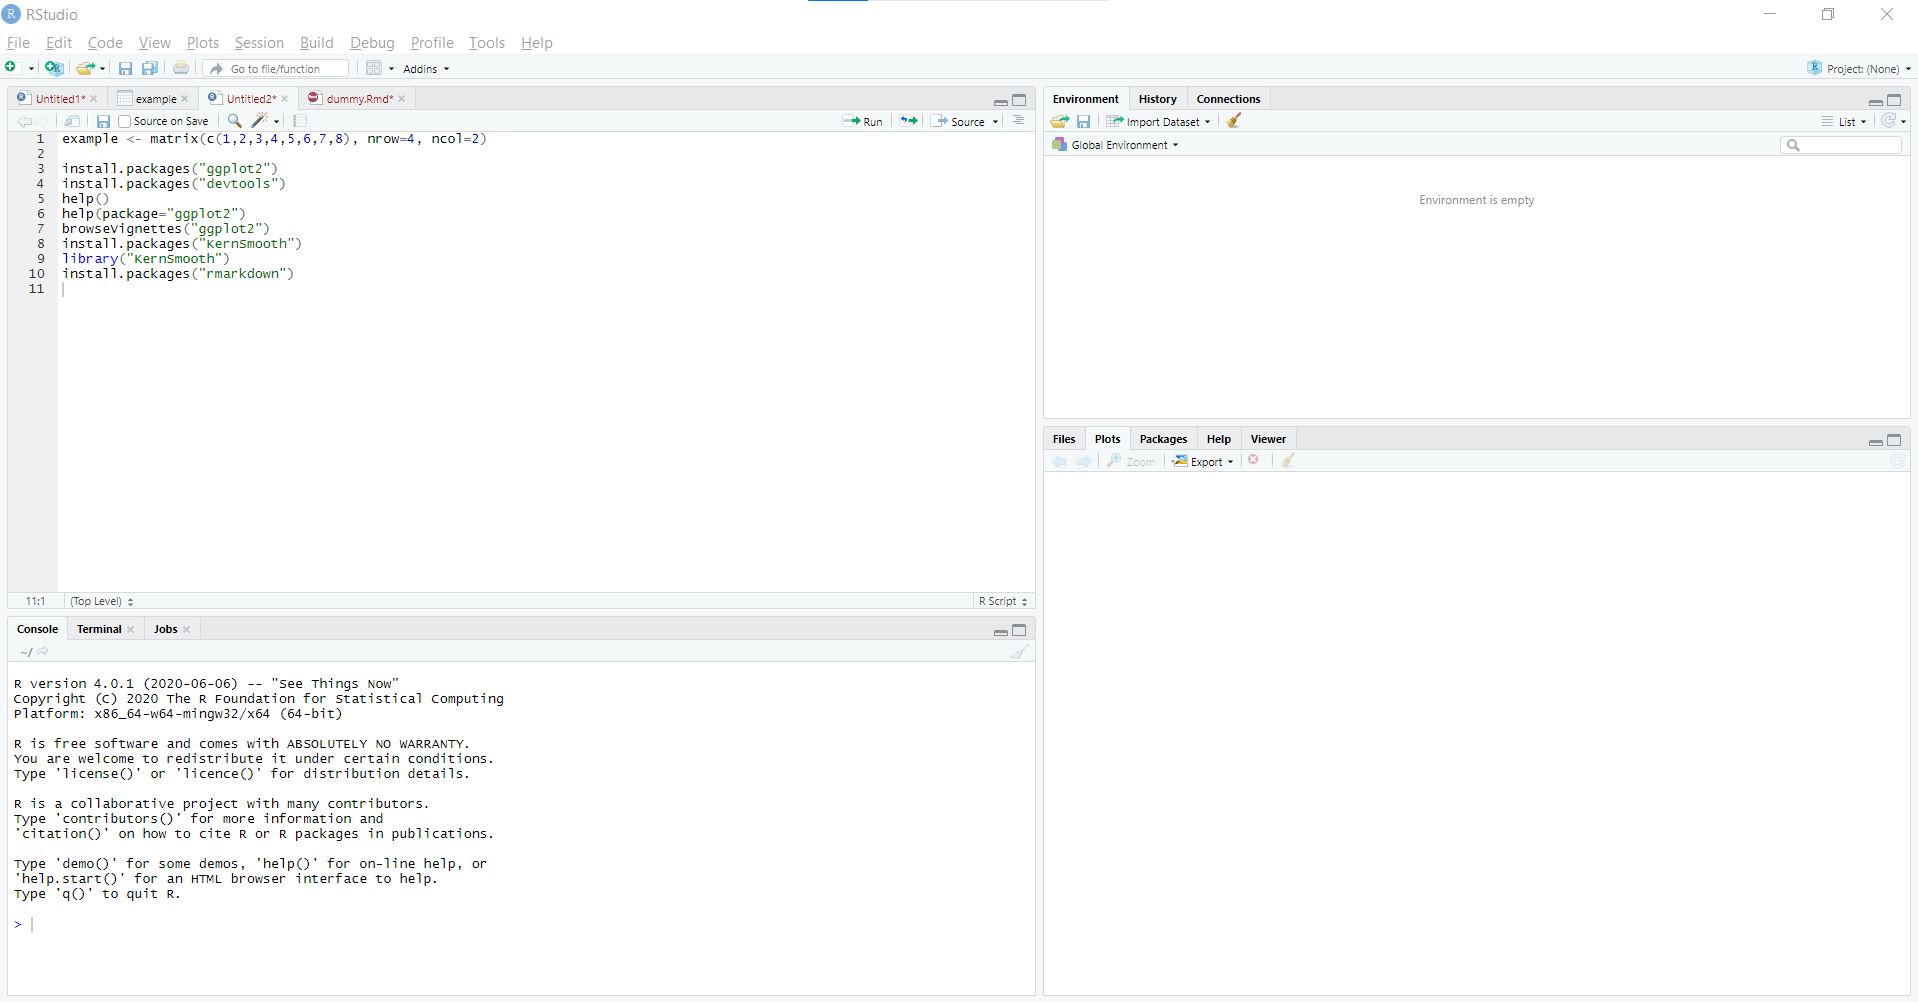 RStudio
File Edit Code View Plots Session Build Debug Profile Tools Help
Go to file/function Addins Project: (None)
Untitled1* example Untitled2* dummy.Rmd*
Source on Save Run Source
1 example <- matrix(c(1,2,3,4,5,6,7,8), nrow=4, ncol=2)
2
3 install.packages("ggplot2")
4 install.packages("devtools")
5 help()
6 help(package="ggplot2")
7 browseVignettes("ggplot2")
8 install.packages("KernSmooth")
9 library("KernSmooth")
10 install.packages("rmarkdown")
11
11:1 (Top Level) R Script
Console Terminal Jobs
~/
R version 4.0.1 (2020-06-06) -- "See Things Now"
Copyright (C) 2020 The R Foundation for Statistical Computing
Platform: x86_64-w64-mingw32/x64 (64-bit)
R is free software and comes with ABSOLUTELY NO WARRANTY.
You are welcome to redistribute it under certain conditions.
Type 'license()' or 'licence()' for distribution details.
R is a collaborative project with many contributors.
Type 'contributors()' for more information and
'citation()' on how to cite R or R packages in publications.
Type 'demo()' for some demos, 'help()' for on-line help, or
'help.start()' for an HTML browser interface to help.
Type 'q()' to quit R.
>
Environment History Connections
Import Dataset List
Global Environment
Environment is empty
Files Plots Packages Help Viewer
Zoom Export